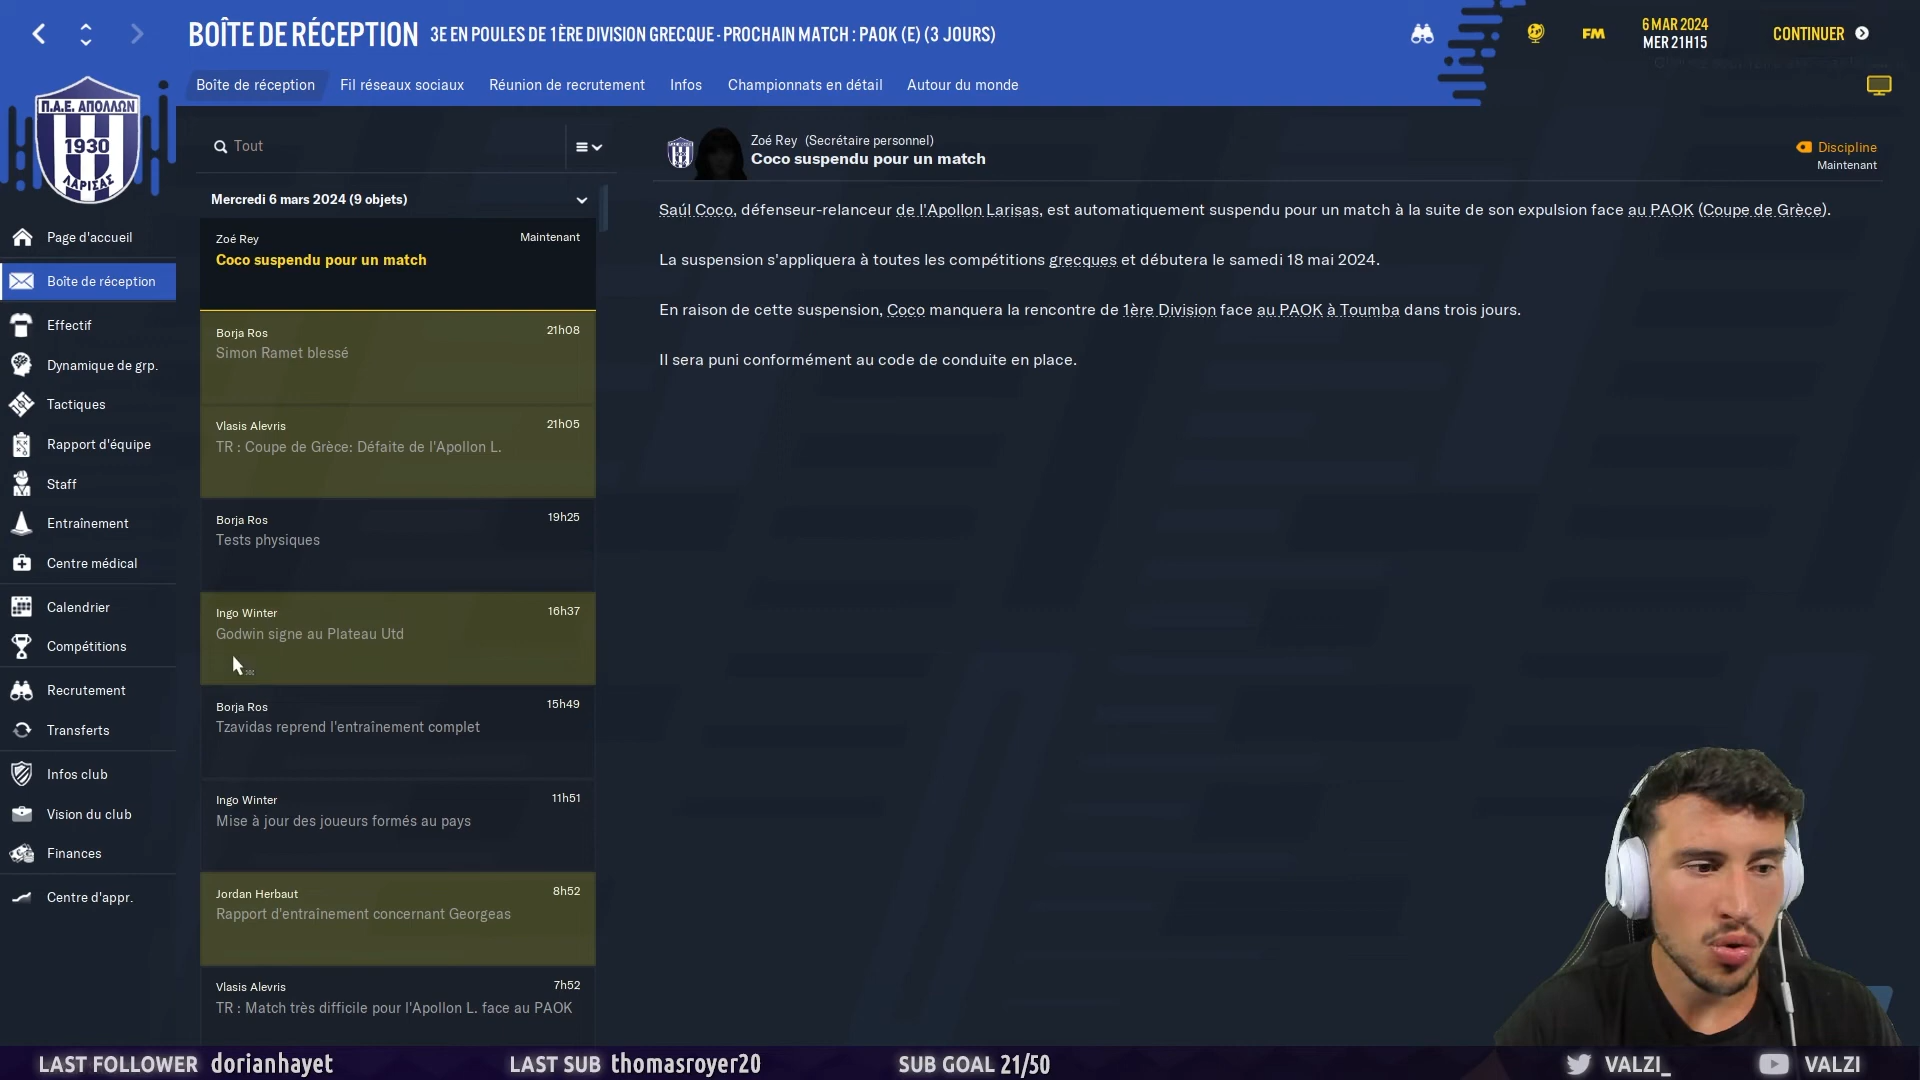 BOÎTE DE RÉCEPTION
3E EN POULES DE 1ÈRE DIVISION GRECQUE - PROCHAIN MATCH : PAOK (E) (3 JOURS)
FM
6 MAR 2024
MER 21H15
CONTINUER
Boîte de réception
Fil réseaux sociaux
Réunion de recrutement
Infos
Championnats en détail
Autour du monde
Π.Α.Ε. ΑΠΟΛΛΩΝ
1930
ΛΑΡΙΣΑΣ
Page d'accueil
Boîte de réception
Effectif
Dynamique de grp.
Tactiques
Rapport d'équipe
Staff
Entraînement
Centre médical
Calendrier
Compétitions
Recrutement
Transferts
Infos club
Vision du club
Finances
Centre d'appr.
Tout
Mercredi 6 mars 2024 (9 objets)
Zoé Rey
Maintenant
Coco suspendu pour un match
Borja Ros
21h08
Simon Ramet blessé
Vlasis Alevris
21h05
TR : Coupe de Grèce: Défaite de l'Apollon L.
Borja Ros
19h25
Tests physiques
Ingo Winter
16h37
Godwin signe au Plateau Utd
Borja Ros
15h49
Tzavidas reprend l'entraînement complet
Ingo Winter
11h51
Mise à jour des joueurs formés au pays
Jordan Herbaut
8h52
Rapport d'entraînement concernant Georgeas
Vlasis Alevris
7h52
TR : Match très difficile pour l'Apollon L. face au PAOK
Zoé Rey (Secrétaire personnel)
Coco suspendu pour un match
Discipline
Maintenant
Saúl Coco, défenseur-relanceur de l'Apollon Larisas, est automatiquement suspendu pour un match à la suite de son expulsion face au PAOK (Coupe de Grèce).
La suspension s'appliquera à toutes les compétitions grecques et débutera le samedi 18 mai 2024.
En raison de cette suspension, Coco manquera la rencontre de 1ère Division face au PAOK à Toumba dans trois jours.
Il sera puni conformément au code de conduite en place.
LAST FOLLOWER dorianhayet
LAST SUB thomasroyer20
SUB GOAL 21/50
VALZI_
VALZI